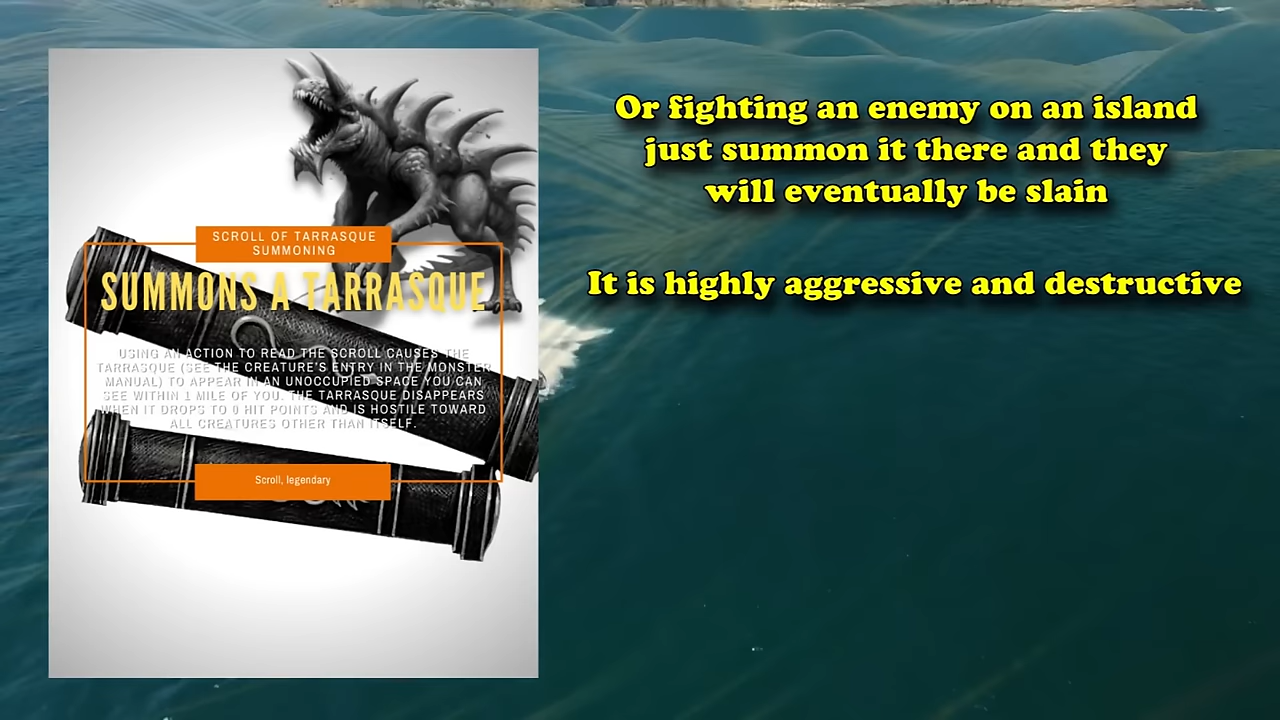 SCROLL OF TARRASQUE
SUMMONING
SUMMONS A TARRASQUE
USING AN ACTION TO READ THE SCROLL CAUSES THE
TARRASQUE (SEE THE CREATURE'S ENTRY IN THE MONSTER
MANUAL) TO APPEAR IN AN UNOCCUPIED SPACE YOU CAN
SEE WITHIN 1 MILE OF YOU. THE TARRASQUE DISAPPEARS
WHEN IT DROPS TO 0 HIT POINTS AND IS HOSTILE TOWARD
ALL CREATURES OTHER THAN ITSELF.
Scroll, legendary
Or fighting an enemy on an island
just summon it there and they
will eventually be slain
It is highly aggressive and destructive